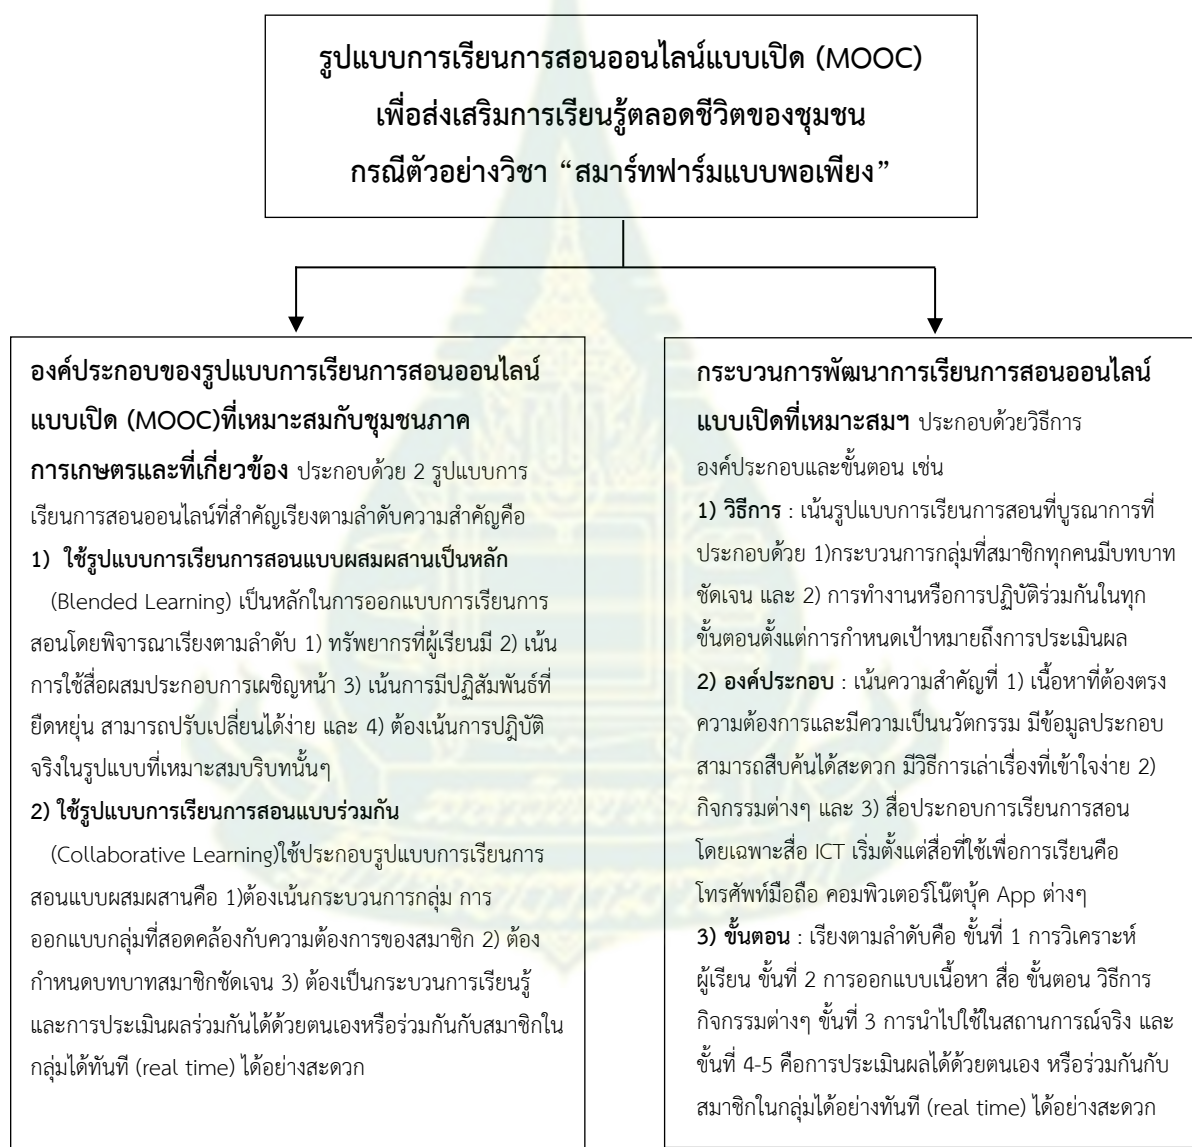 รูปแบบการเรียนการสอนออนไลน์แบบเปิด (MOOC)
เพื่อส่งเสริมการเรียนรู้ตลอดชีวิตของชุมชน
กรณีตัวอย่างวิชา “สมาร์ทฟาร์มแบบพอเพียง”
องค์ประกอบของรูปแบบการเรียนการสอนออนไลน์
แบบเปิด (MOOC)ที่เหมาะสมกับชุมชนภาค
การเกษตรและที่เกี่ยวข้อง ประกอบด้วย 2 รูปแบบการ
เรียนการสอนออนไลน์ที่สำคัญเรียงตามลำดับความสำคัญคือ
1) ใช้รูปแบบการเรียนการสอนแบบผสมผสานเป็นหลัก
(Blended Learning) เป็นหลักในการออกแบบการเรียนการ
สอนโดยพิจารณาเรียงตามลำดับ 1) ทรัพยากรที่ผู้เรียนมี 2) เน้น
การใช้สื่อผสมประกอบการเผชิญหน้า 3) เน้นการมีปฏิสัมพันธ์ที่
ยืดหยุ่น สามารถปรับเปลี่ยนได้ง่าย และ 4) ต้องเน้นการปฎิบัติ
จริงในรูปแบบที่เหมาะสมบริบทนั้นๆ
2) ใช้รูปแบบการเรียนการสอนแบบร่วมกัน
(Collaborative Learning)ใช้ประกอบรูปแบบการเรียนการ
สอนแบบผสมผสานคือ 1)ต้องเน้นกระบวนการกลุ่ม การ
ออกแบบกลุ่มที่สอดคล้องกับความต้องการของสมาชิก 2) ต้อง
กำหนดบทบาทสมาชิกชัดเจน 3) ต้องเป็นกระบวนการเรียนรู้
และการประเมินผลร่วมกันได้ด้วยตนเองหรือร่วมกันกับสมาชิกใน
กลุ่มได้ทันที (real time) ได้อย่างสะดวก
กระบวนการพัฒนาการเรียนการสอนออนไลน์
แบบเปิดที่เหมาะสมฯ ประกอบด้วยวิธีการ
องค์ประกอบและขั้นตอน เช่น
1) วิธีการ : เน้นรูปแบบการเรียนการสอนที่บูรณาการที่
ประกอบด้วย 1)กระบวนการกลุ่มที่สมาชิกทุกคนมีบทบาท
ชัดเจน และ 2) การทำงานหรือการปฏิบัติร่วมกันในทุก
ขั้นตอนตั้งแต่การกำหนดเป้าหมายถึงการประเมินผล
2) องค์ประกอบ : เน้นความสำคัญที่ 1) เนื้อหาที่ต้องตรง
ความต้องการและมีความเป็นนวัตกรรม มีข้อมูลประกอบ
สามารถสืบค้นได้สะดวก มีวิธีการเล่าเรื่องที่เข้าใจง่าย 2)
กิจกรรมต่างๆ และ 3) สื่อประกอบการเรียนการสอน
โดยเฉพาะสื่อ ICT เริ่มตั้งแต่สื่อที่ใช้เพื่อการเรียนคือ
โทรศัพท์มือถือ คอมพิวเตอร์โน๊ตบุ้ค App ต่างๆ
3) ขั้นตอน : เรียงตามลำดับคือ ขั้นที่ 1 การวิเคราะห์
ผู้เรียน ขั้นที่ 2 การออกแบบเนื้อหา สื่อ ขั้นตอน วิธีการ
กิจกรรมต่างๆ ขั้นที่ 3 การนำไปใช้ในสถานการณ์จริง และ
ขั้นที่ 4-5 คือการประเมินผลได้ด้วยตนเอง หรือร่วมกันกับ
สมาชิกในกลุ่มได้อย่างทันที (real time) ได้อย่างสะดวก